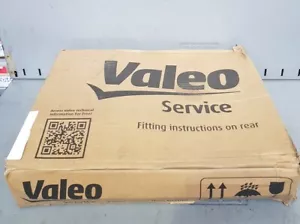 Valeo
Service
Fitting instructions on rear
Valeo